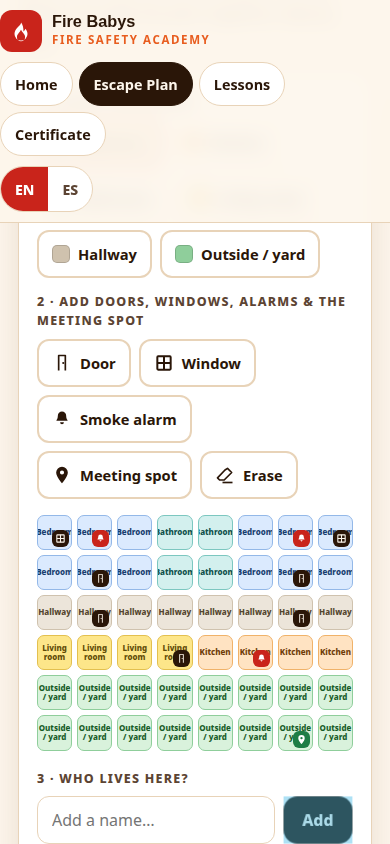 Fire Babys
FIRE SAFETY ACADEMY
Home
Escape Plan
Lessons
Certificate
EN ES
Hallway
Outside / yard
2 · ADD DOORS, WINDOWS, ALARMS & THE
MEETING SPOT
Door
Window
Smoke alarm
Meeting spot
Erase
Bedroom Bedroom Bedroom Bathroom Bathroom Bedroom Bedroom Bedroom
Bedroom Bedroom Bedroom Bathroom Bathroom Bedroom Bedroom Bedroom
Hallway Hallway Hallway Hallway Hallway Hallway Hallway Hallway
Living Living Living Living Kitchen Kitchen Kitchen Kitchen
room room room room
Outside Outside Outside Outside Outside Outside Outside Outside
/ yard / yard / yard / yard / yard / yard / yard / yard
Outside Outside Outside Outside Outside Outside Outside Outside
/ yard / yard / yard / yard / yard / yard / yard / yard
3 · WHO LIVES HERE?
Add a name...
Add